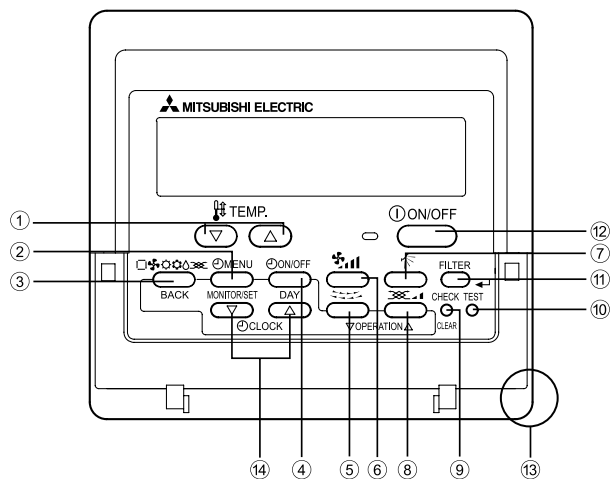 MITSUBISHI ELECTRIC
TEMP.
ON/OFF
① ② ③
MENU ON/OFF FILTER
BACK MONITOR/SET DAY CHECK TEST
CLOCK ▽OPERATION△ CLEAR
⑫
⑦
⑪
⑩
⑭ ④ ⑤ ⑥ ⑧ ⑨ ⑬